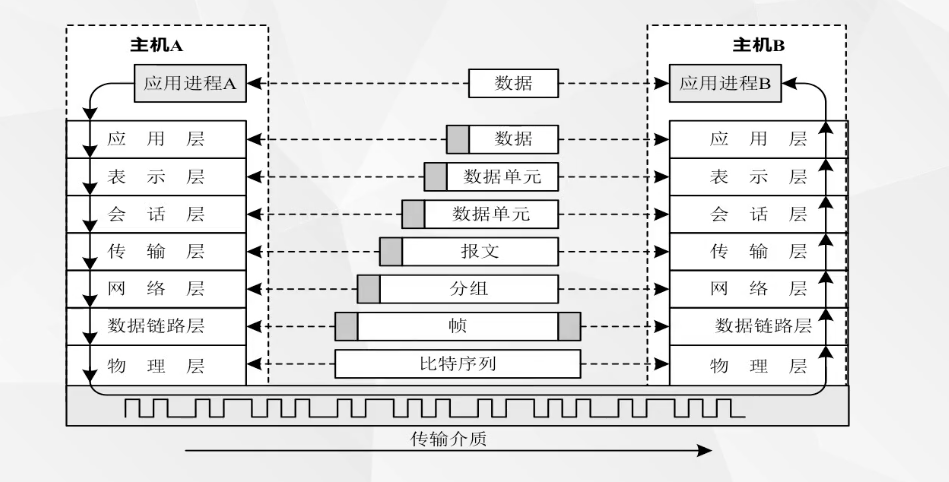 主机A 主机B
应用进程A 数据 应用进程B
应用层 数据 应用层
表示层 数据单元 表示层
会话层 数据单元 会话层
传输层 报文 传输层
网络层 分组 网络层
数据链路层 帧 数据链路层
物理层 比特序列 物理层
传输介质